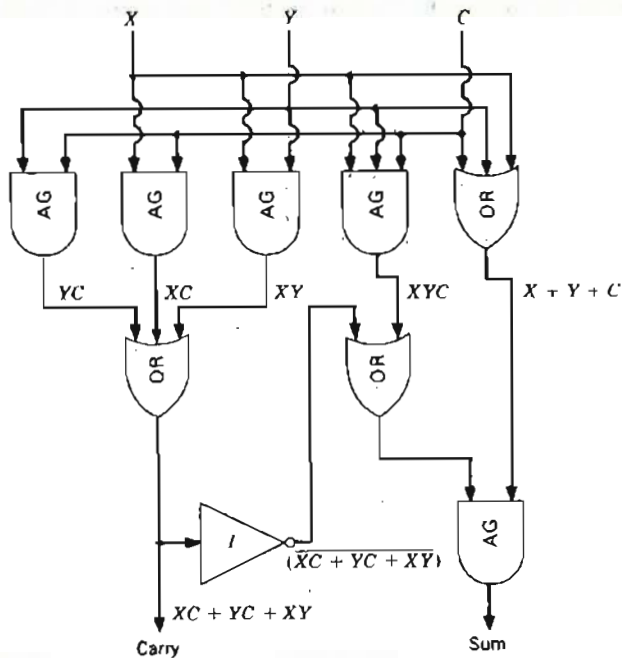 X Y C
AG AG AG AG OR
YC XC XY XYC X + Y + C
OR OR
AG
I
(XC + YC + XY)
XC + YC + XY
Carry Sum